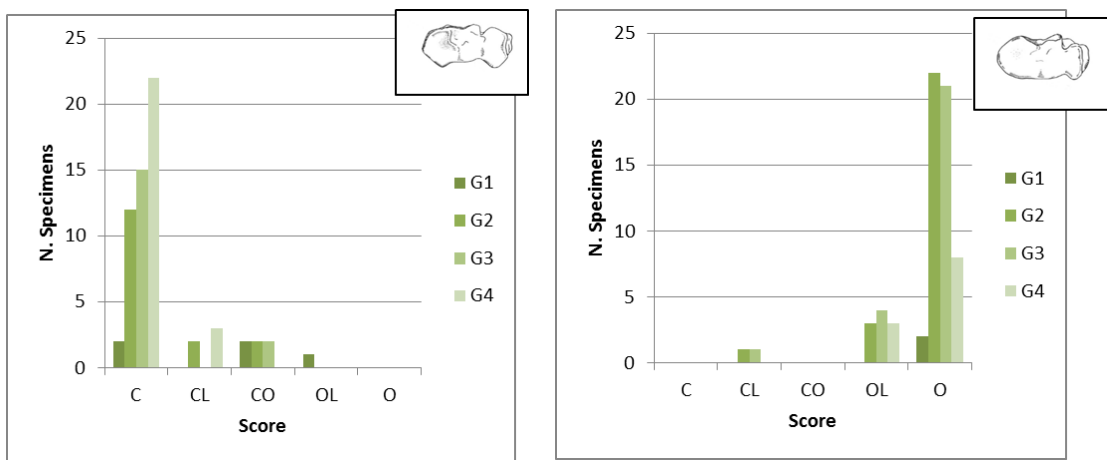 25
20
15
10
5
0
N. Specimens
C CL CO OL O
Score
G1
G2
G3
G4
25
20
15
10
5
0
N. Specimens
C CL CO OL O
Score
G1
G2
G3
G4